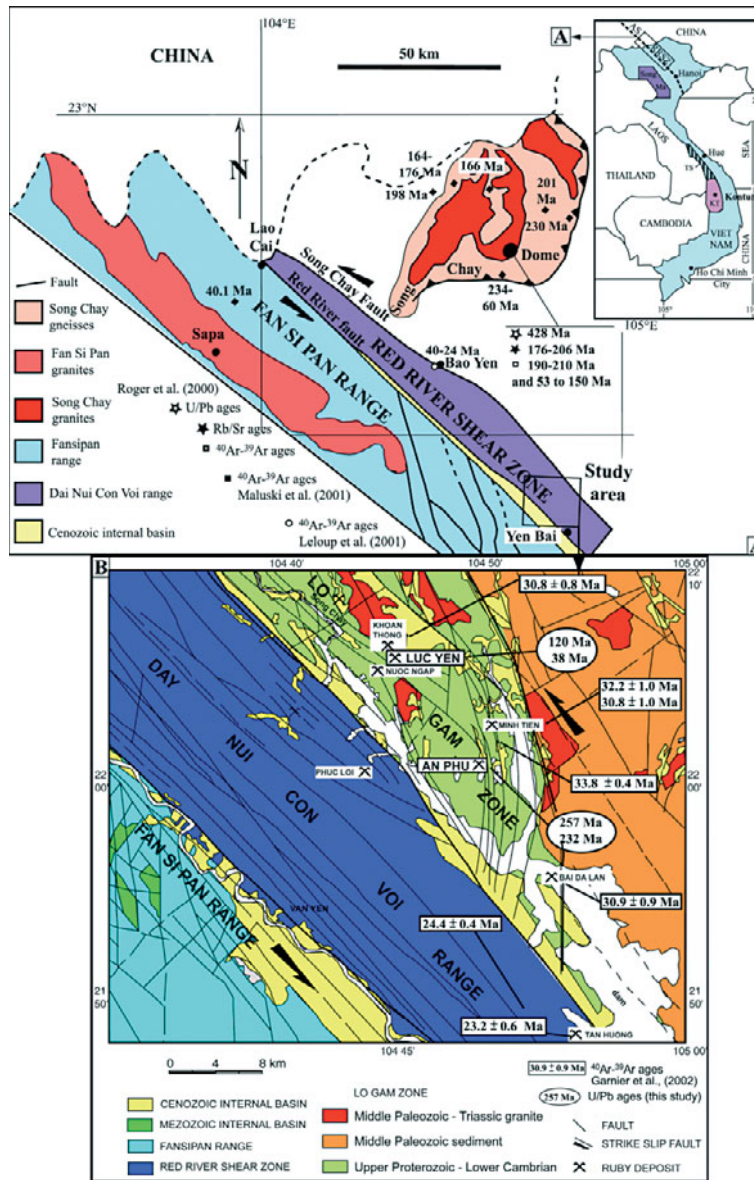 104°E
CHINA
50 km
23°N
N
164-
176 Ma
198 Ma
166 Ma
201
Ma
230 Ma
Chay
Dome
Song
234-
60 Ma
105°E
Lao
Cai
Song Chay Fault
Red River fault
40.1 Ma
Sapa
FAN SI PAN RANGE
RED RIVER SHEAR ZONE
40-24 Ma
Bao Yen
428 Ma
176-206 Ma
190-210 Ma
and 53 to 150 Ma
Study
area
Yen Bai
Fault
Song Chay
gneisses
Fan Si Pan
granites
Song Chay
granites
Fansipan
range
Dai Nui Con Voi range
Cenozoic internal basin
Roger et al. (2000)
U/Pb ages
Rb/Sr ages
40Ar-39Ar ages
40Ar-39Ar ages
Maluski et al. (2001)
40Ar-39Ar ages
Leloup et al. (2001)
A
CHINA
Hanoi
Song
Ma
LAOS
Hue
THAILAND
TS
KT
Kontum
CAMBODIA
VIET
NAM
Ho Chi Minh
City
SEA
CHINA
105°
B
104 40
104 50
105 00
22
10'
LO
Song Chay
KHOAN
THONG
LUC YEN
NUOC NGAP
30.8 ± 0.8 Ma
120 Ma
38 Ma
32.2 ± 1.0 Ma
30.8 ± 1.0 Ma
MINH TIEN
GAM
ZONE
PHUC LOI
AN PHU
33.8 ± 0.4 Ma
257 Ma
232 Ma
BAI DA LAN
30.9 ± 0.9 Ma
22
00'
22
00'
DAY
NUI
CON
VOI
RANGE
FAN SI PAN RANGE
VAN YEN
24.4 ± 0.4 Ma
23.2 ± 0.6 Ma
TAN HUONG
dam
21
50'
21
50'
104 45
105 00
0 4 8 km
CENOZOIC INTERNAL BASIN
MEZOZOIC INTERNAL BASIN
FANSIPAN RANGE
RED RIVER SHEAR ZONE
LO GAM ZONE
Middle Paleozoic - Triassic granite
Middle Paleozoic sediment
Upper Proterozoic - Lower Cambrian
30.9 ± 0.9 Ma 40Ar-39Ar ages
Garnier et al., (2002)
257 Ma U/Pb ages (this study)
FAULT
STRIKE SLIP FAULT
RUBY DEPOSIT